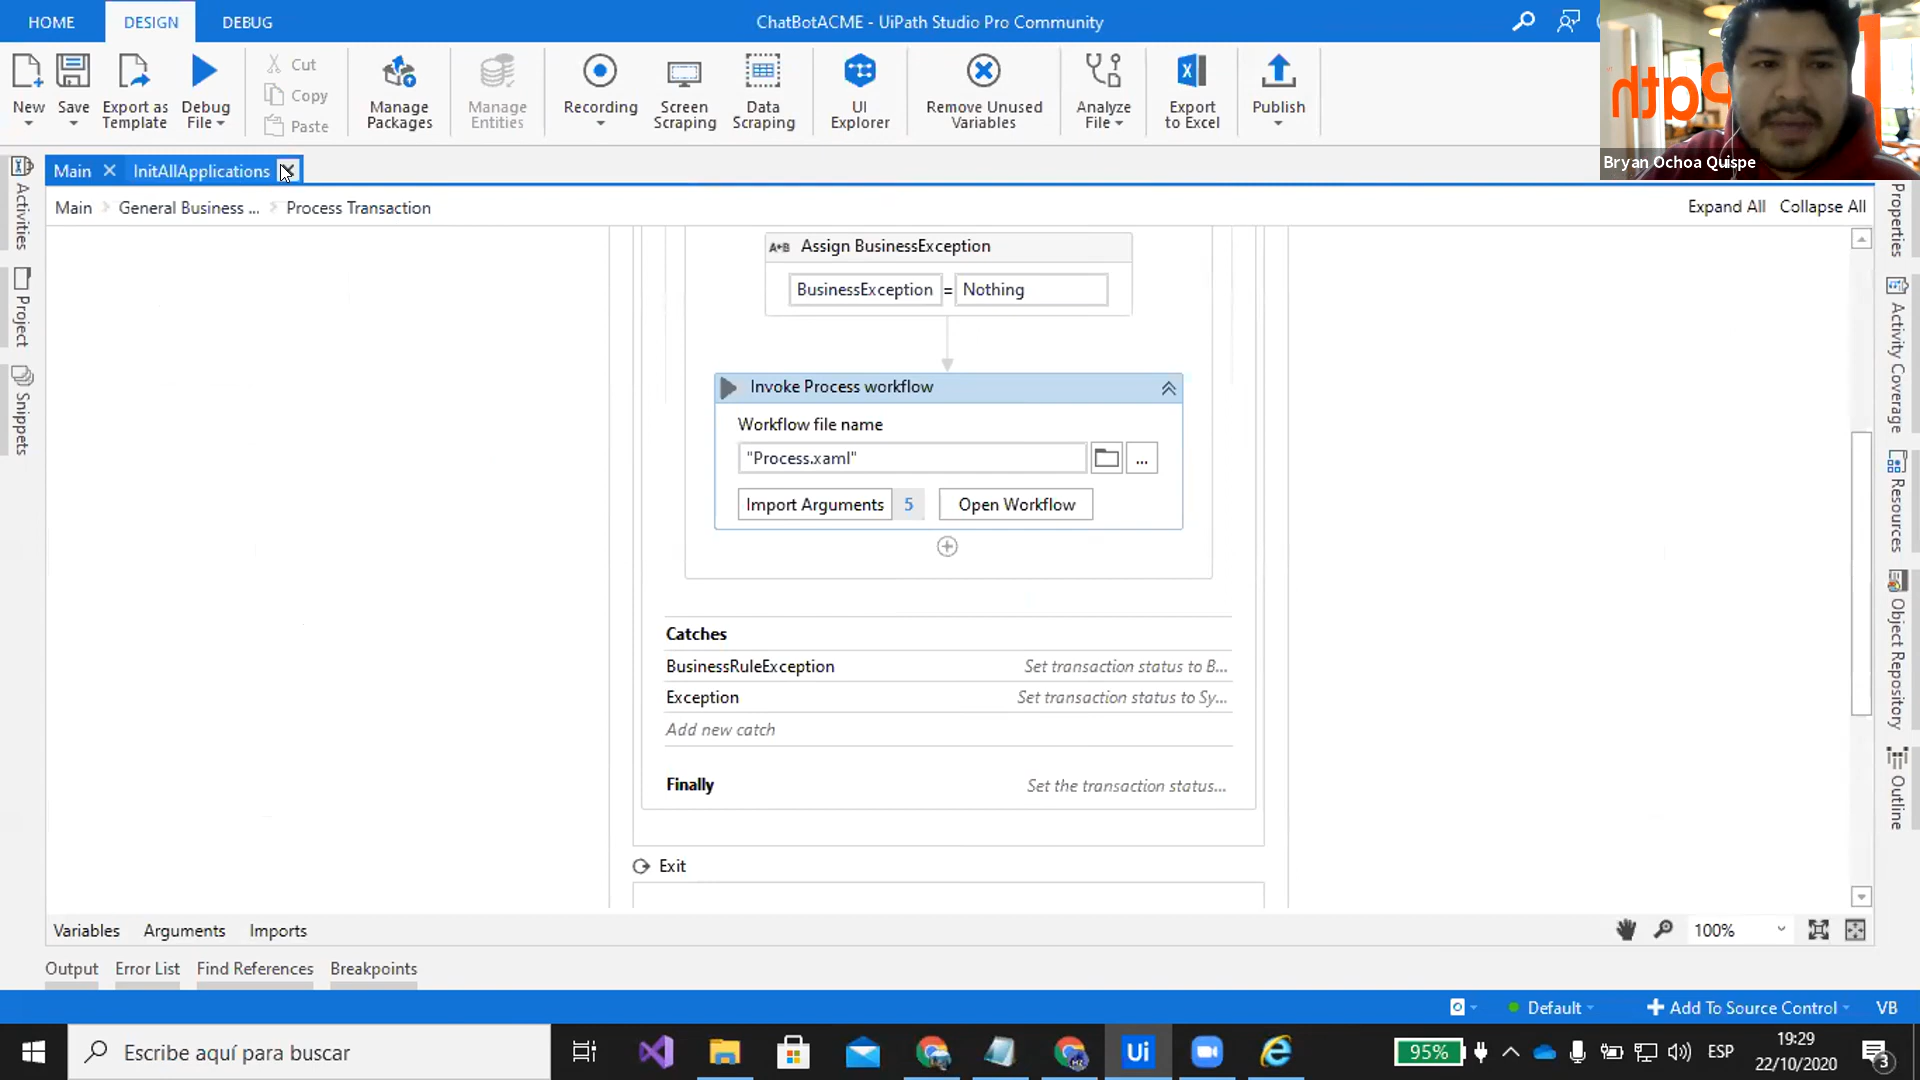 HOME DESIGN DEBUG ChatBotACME - UiPath Studio Pro Community
New Save Export as Template Debug File Cut Copy Paste Manage Packages Manage Entities Recording Screen Scraping Data Scraping UI Explorer Remove Unused Variables Analyze File Export to Excel Publish
Path
Bryan Ochoa Quispe
Main InitAllApplications
Main General Business ... Process Transaction Expand All Collapse All
Activities
Project
Snippets
Assign BusinessException
BusinessException = Nothing
Invoke Process workflow
Workflow file name
"Process.xaml" ...
Import Arguments 5 Open Workflow
Catches
BusinessRuleException Set transaction status to B...
Exception Set transaction status to Sy...
Add new catch
Finally Set the transaction status...
Exit
Properties
Activity Coverage
Resources
Object Repository
Outline
Variables Arguments Imports 100%
Output Error List Find References Breakpoints
Default Add To Source Control VB
Escribe aquí para buscar Ui 95% ESP 19:29
22/10/2020 3